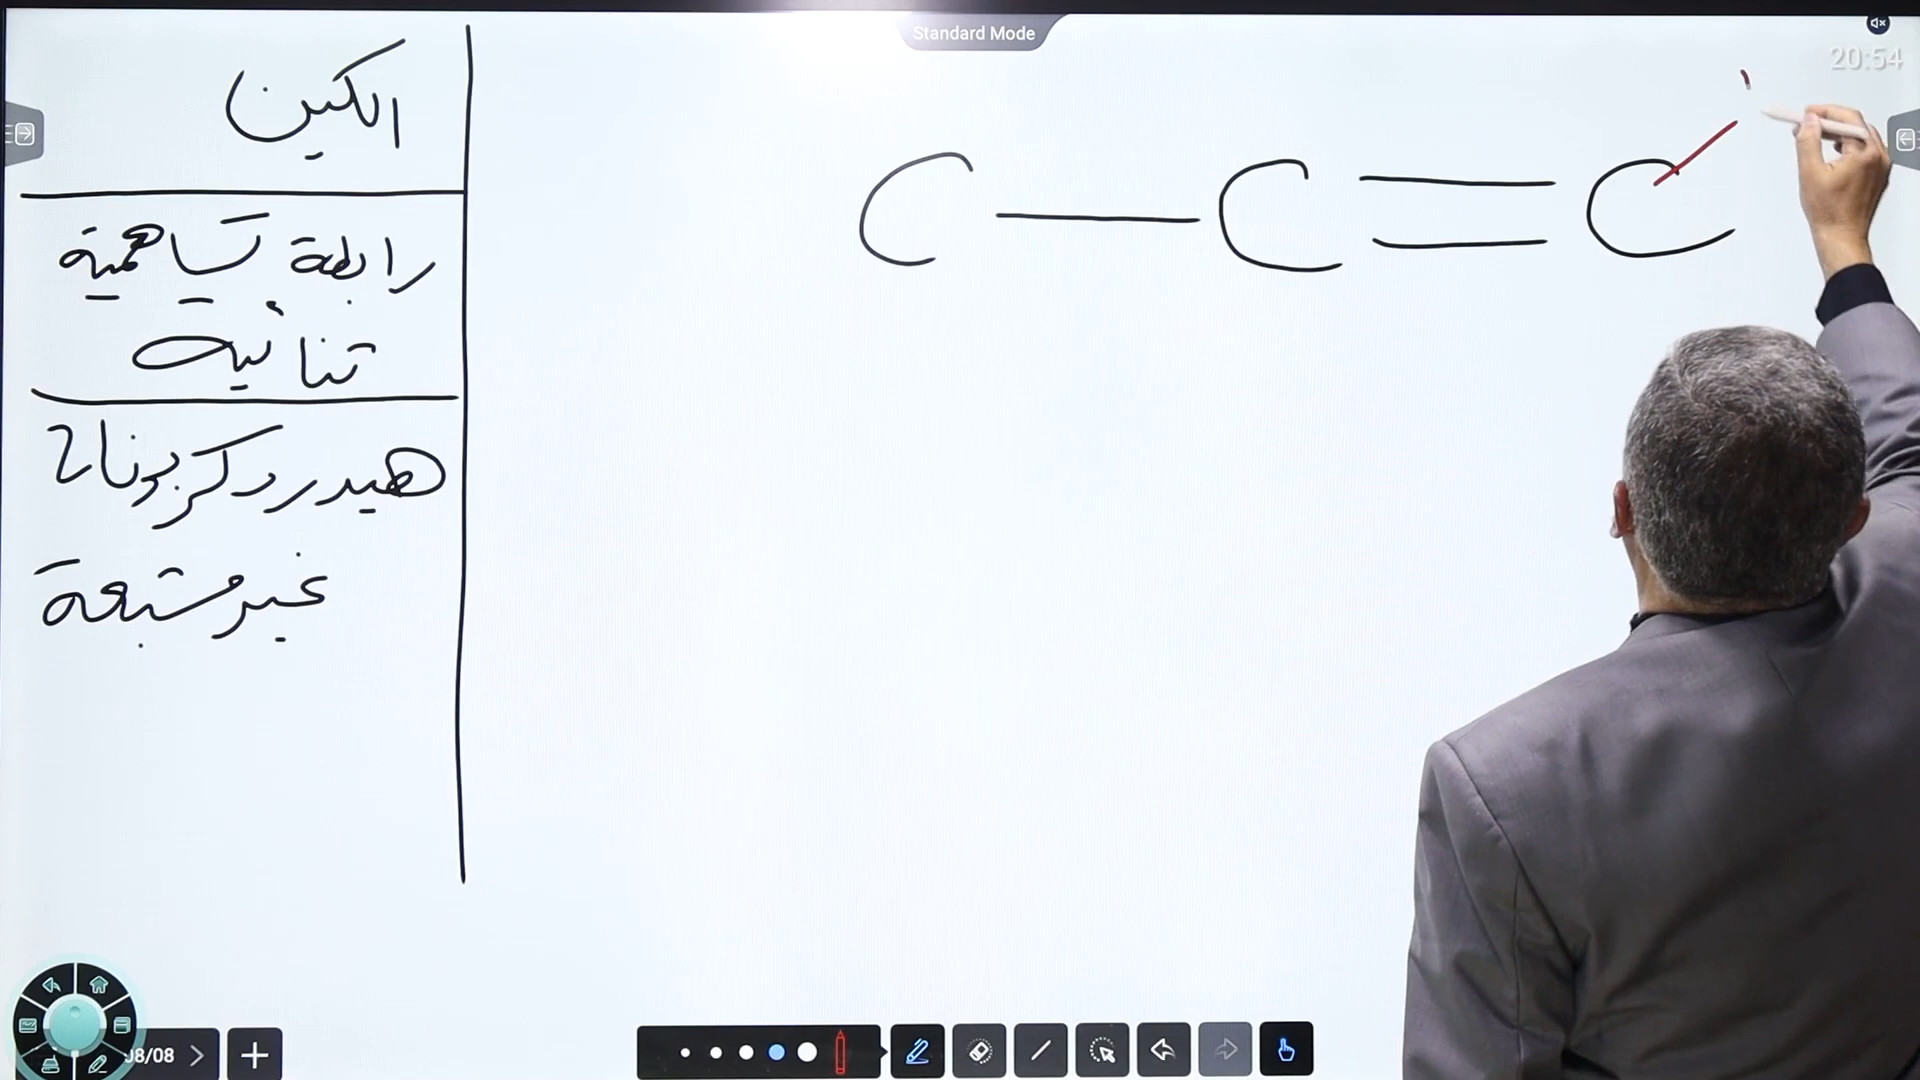 Standard Mode
20:54
الكين
رابطة تساهمية
ثنائية
هيدروكربونات
غير مشبعة
C — C = C
08/08